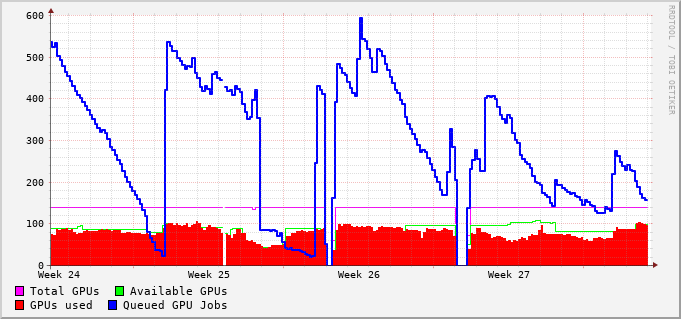 600
500
400
300
200
100
0
Week 24 Week 25 Week 26 Week 27
Total GPUs Available GPUs
GPUs used Queued GPU Jobs
RRDTOOL / TOBI OETIKER